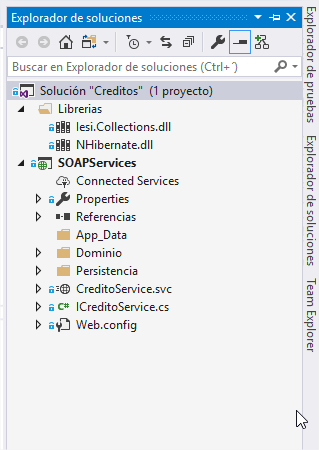 Explorador de soluciones
Buscar en Explorador de soluciones (Ctrl+´)
Solución "Creditos" (1 proyecto)
Librerias
Iesi.Collections.dll
NHibernate.dll
SOAPServices
Connected Services
Properties
Referencias
App_Data
Dominio
Persistencia
CreditoService.svc
C# ICreditoService.cs
Web.config
Explorador de pruebas
Explorador de soluciones
Team Explorer